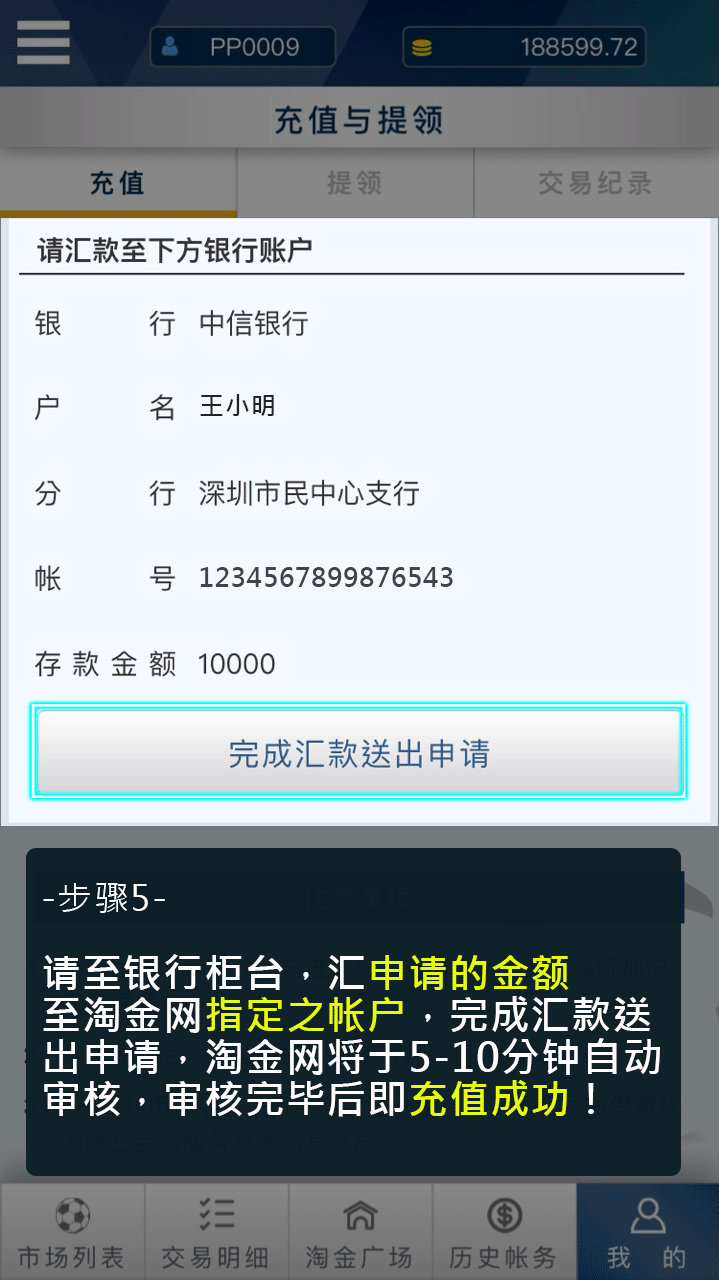 PP0009
188599.72
充值与提领
充值 提领 交易纪录
请汇款至下方银行账户
银行 中信银行
户名 王小明
分行 深圳市民中心支行
帐号 1234567899876543
存款金额 10000
完成汇款送出申请
-步骤5-
注意事项
请至银行柜台，汇申请的金额
至淘金网指定之帐户，完成汇款送
出申请，淘金网将于5-10分钟自动
审核，审核完毕后即充值成功！
市场列表 交易明细 淘金广场 历史帐务 我的